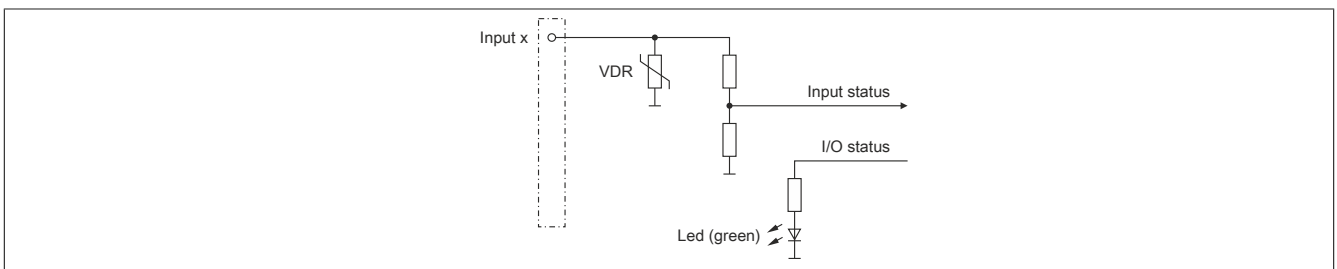 Input x
VDR
Input status
I/O status
Led (green)